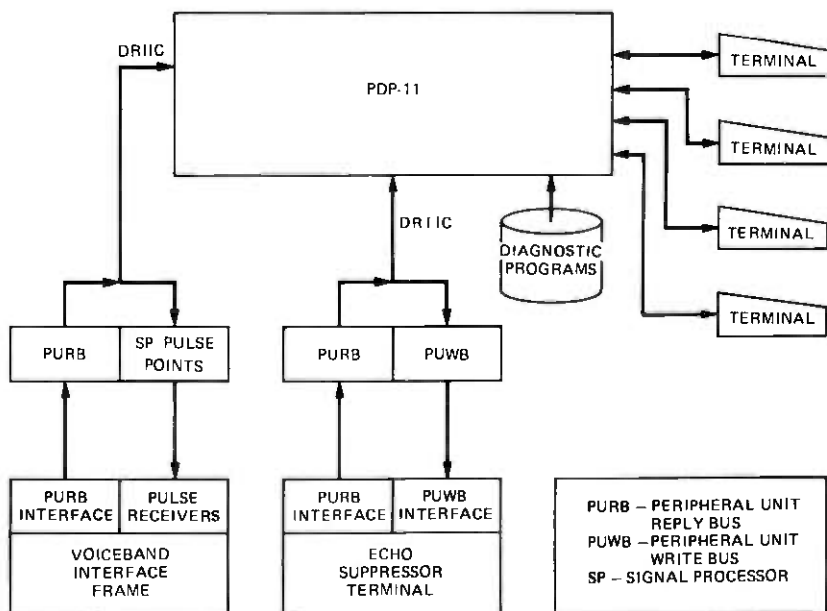 DR11C
PDP-11
TERMINAL
TERMINAL
TERMINAL
TERMINAL
DR11C
DIAGNOSTIC
PROGRAMS
PURB
SP PULSE
POINTS
PURB
PUWB
PURB
INTERFACE
PULSE
RECEIVERS
VOICEBAND
INTERFACE
FRAME
PURB
INTERFACE
PUWB
INTERFACE
ECHO
SUPPRESSOR
TERMINAL
PURB – PERIPHERAL UNIT
REPLY BUS
PUWB – PERIPHERAL UNIT
WRITE BUS
SP – SIGNAL PROCESSOR